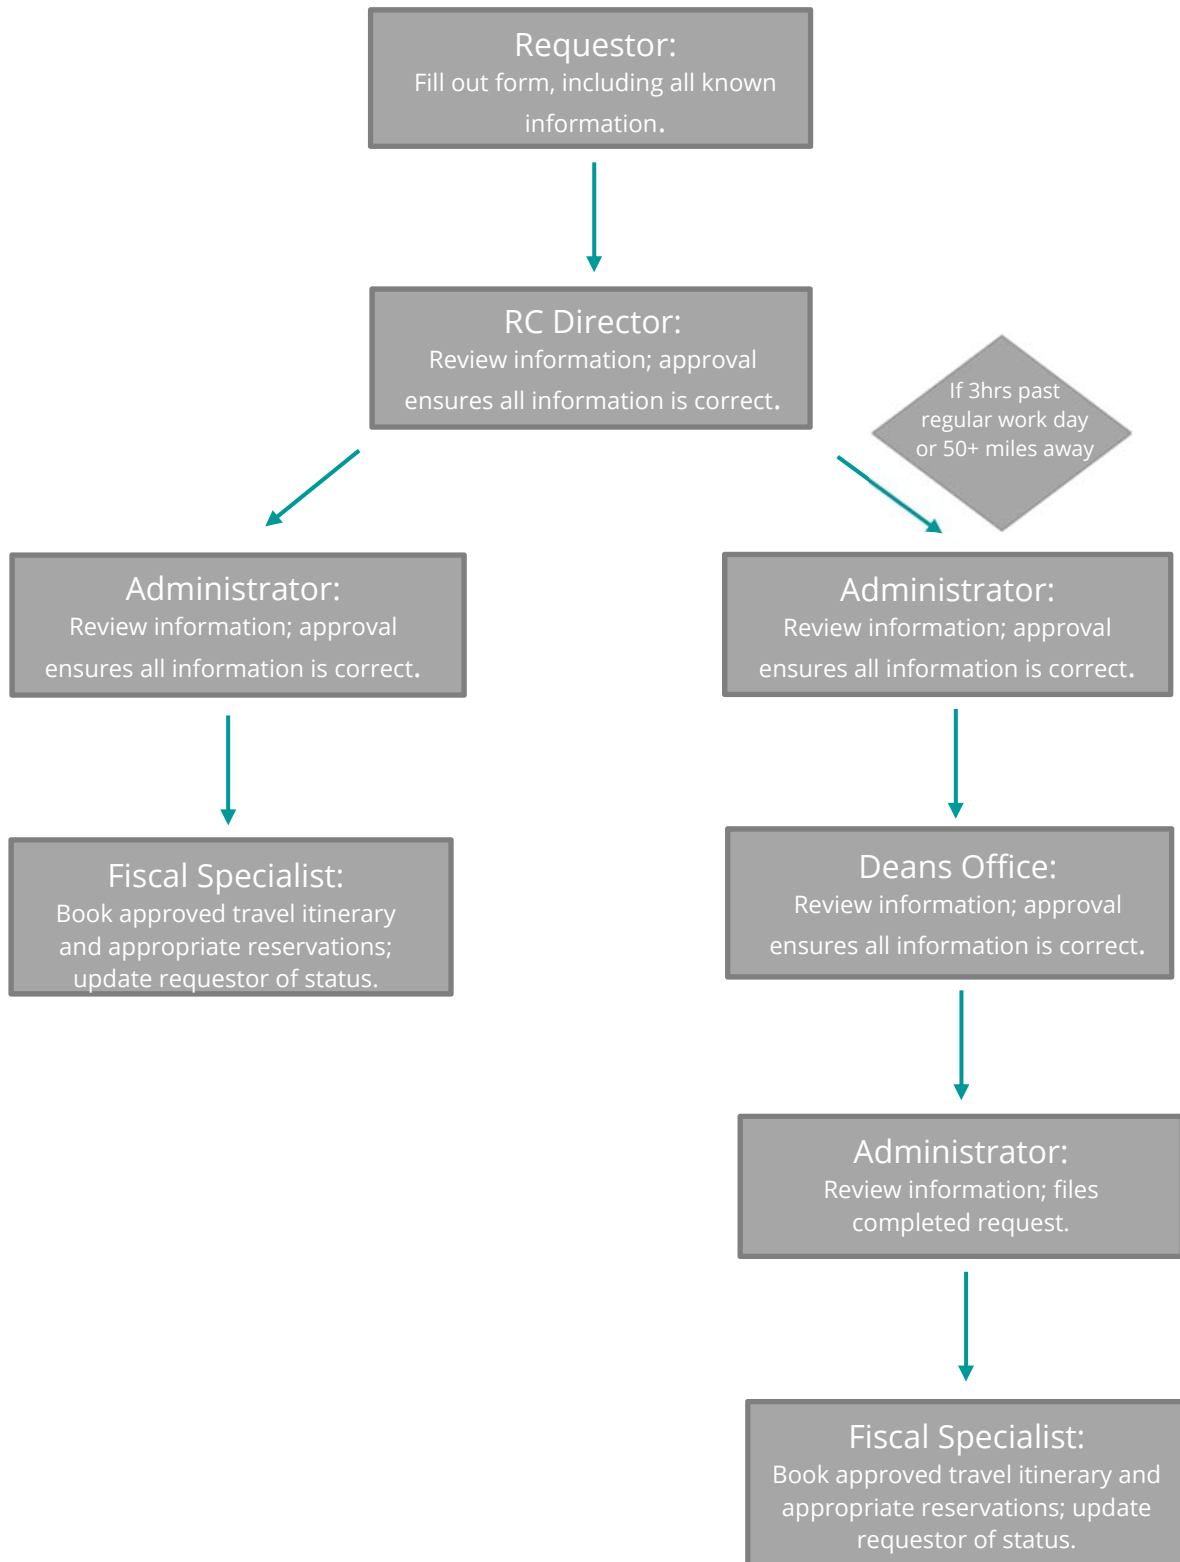 Requestor:
Fill out form, including all known
information.
RC Director:
Review information; approval
ensures all information is correct.
If 3hrs past
regular work day
or 50+ miles away
Administrator:
Review information; approval
ensures all information is correct.
Administrator:
Review information; approval
ensures all information is correct.
Fiscal Specialist:
Book approved travel itinerary
and appropriate reservations;
update requestor of status.
Deans Office:
Review information; approval
ensures all information is correct.
Administrator:
Review information; files
completed request.
Fiscal Specialist:
Book approved travel itinerary and
appropriate reservations; update
requestor of status.